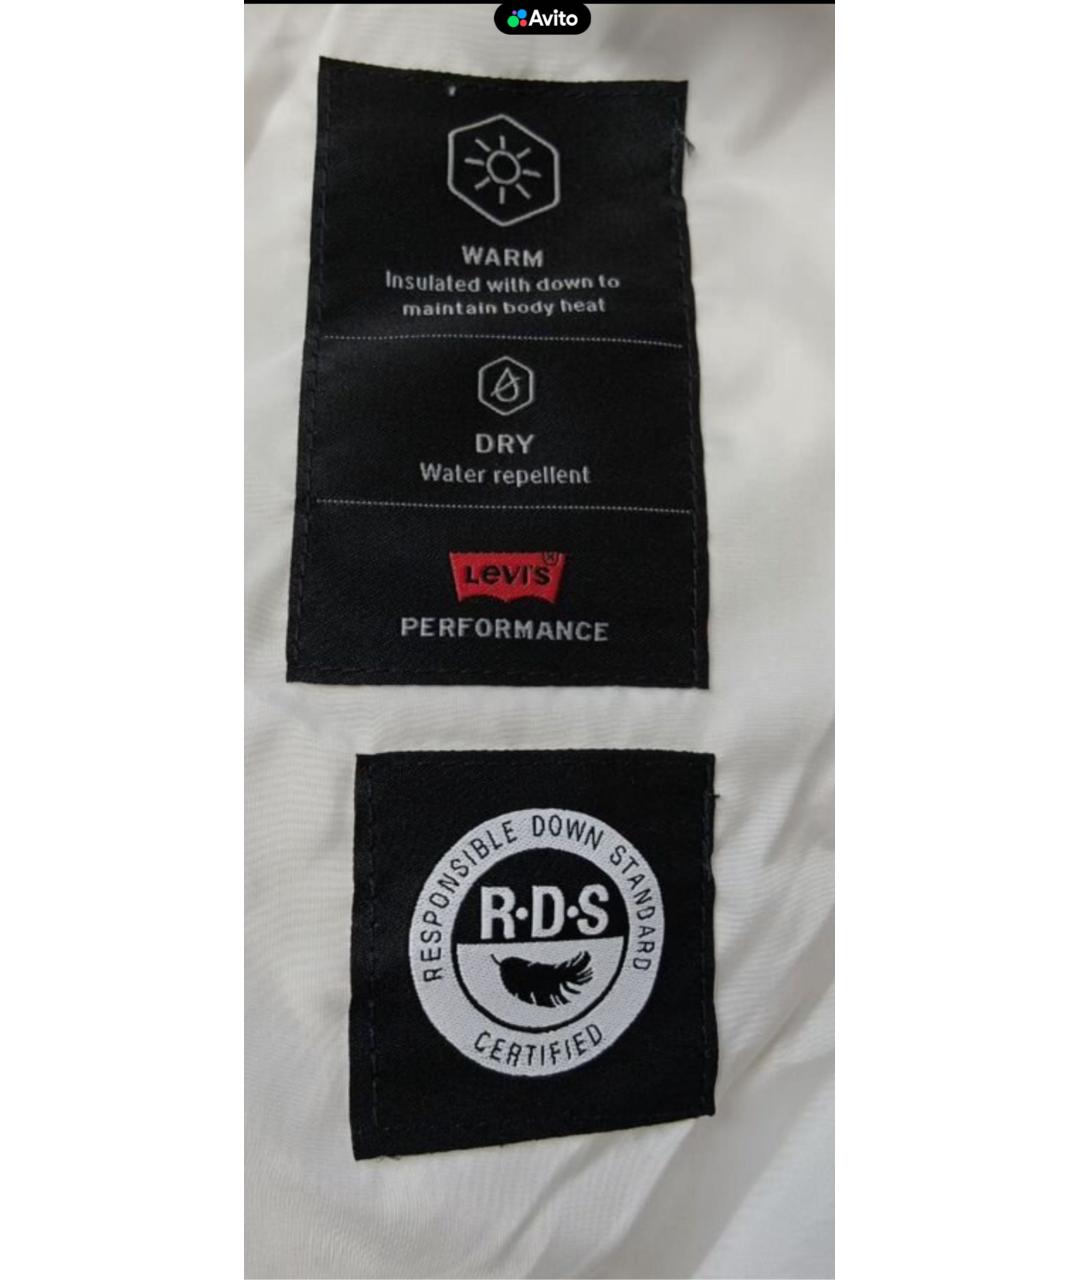 Avito
WARM
Insulated with down to
maintain body heat
DRY
Water repellent
Levi's®
PERFORMANCE
RESPONSIBLE DOWN STANDARD
R•D•S
CERTIFIED